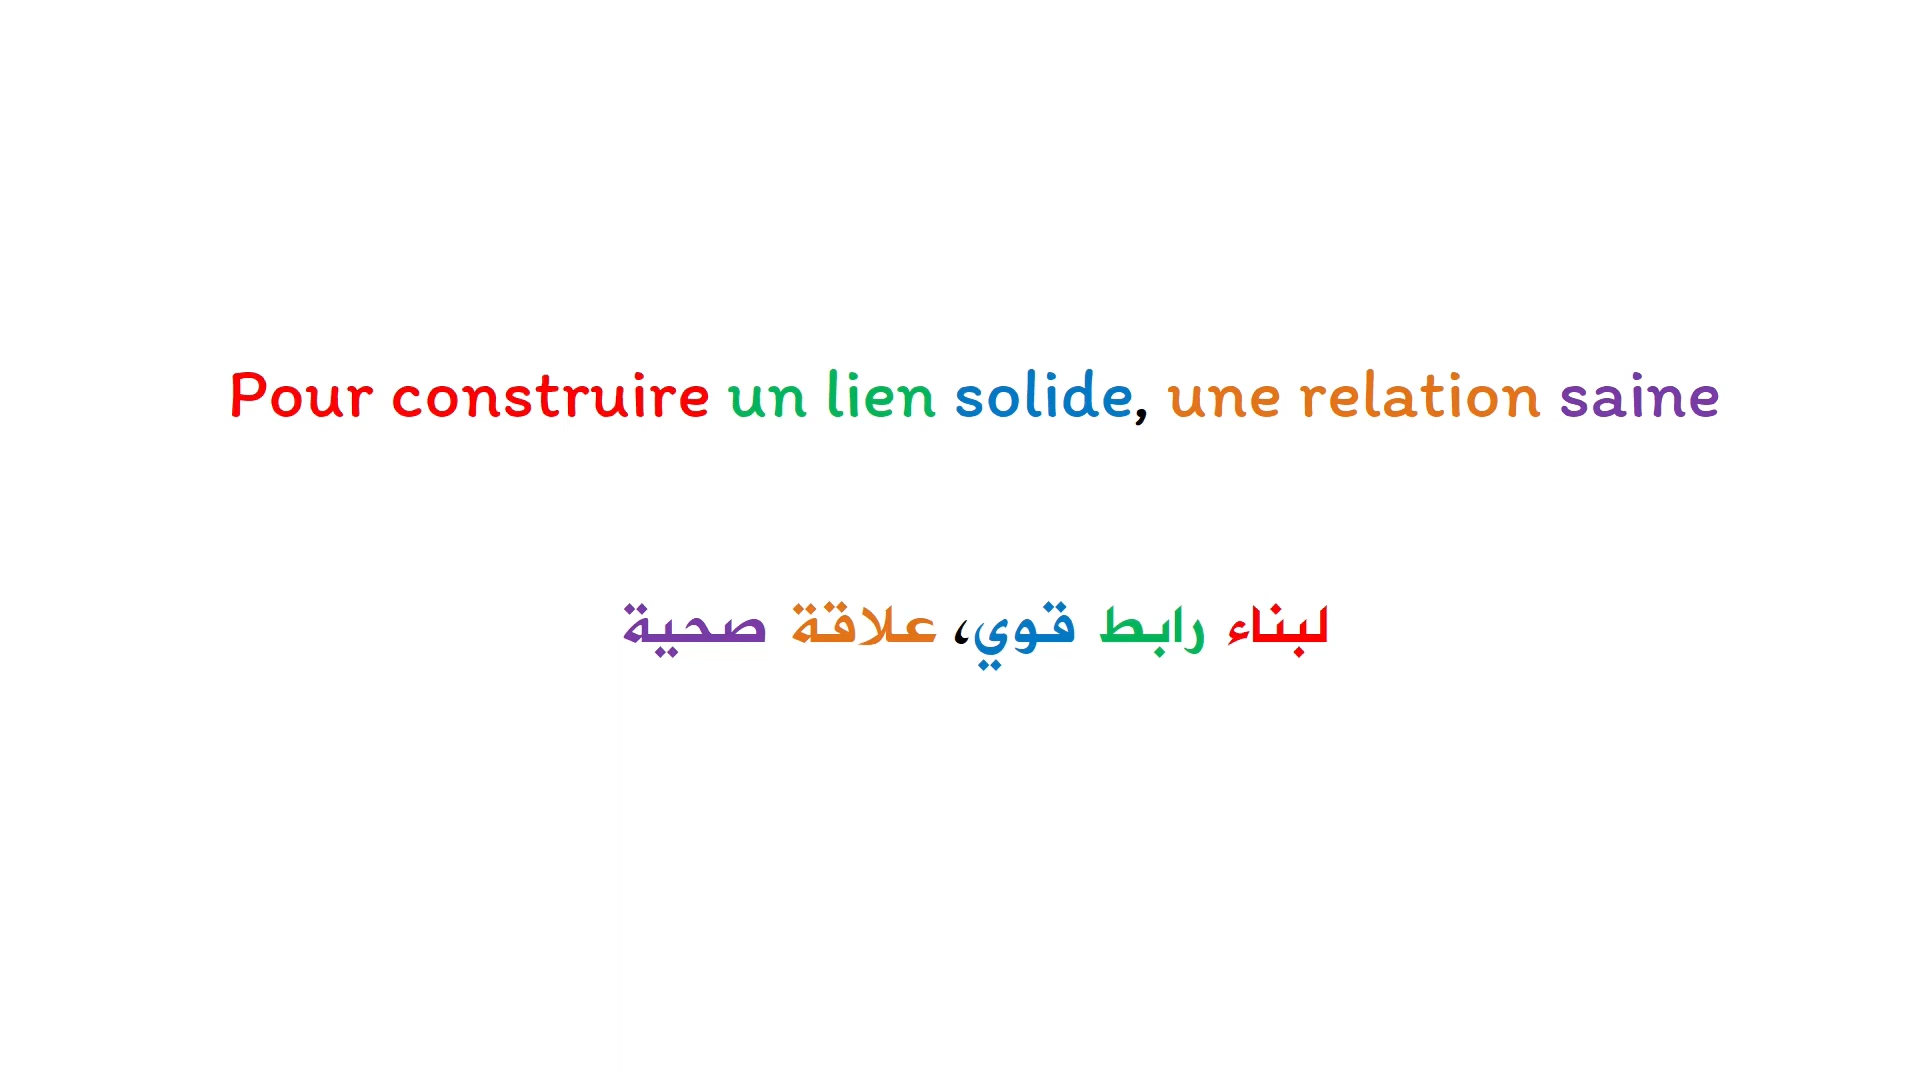 Pour construire un lien solide, une relation saine
لبناء رابط قوي، علاقة صحية